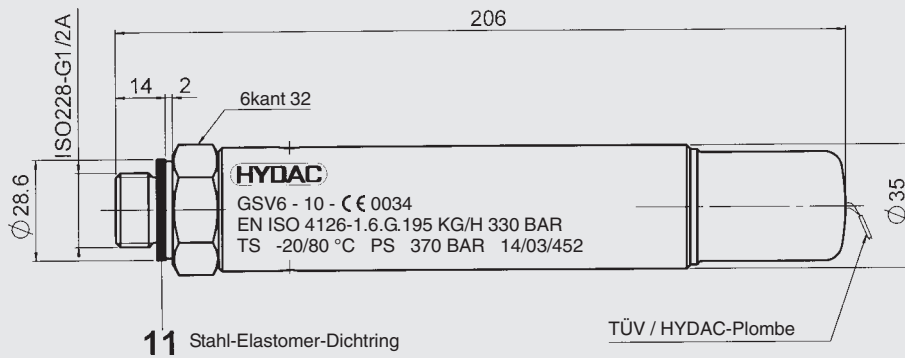 206
14 2
ISO228-G1/2A
6kant 32
Ø28.6
HYDAC
GSV6 - 10 - CE 0034
EN ISO 4126-1.6.G.195 KG/H 330 BAR
TS -20/80 °C PS 370 BAR 14/03/452
Ø35
11 Stahl-Elastomer-Dichtring
TÜV / HYDAC-Plombe